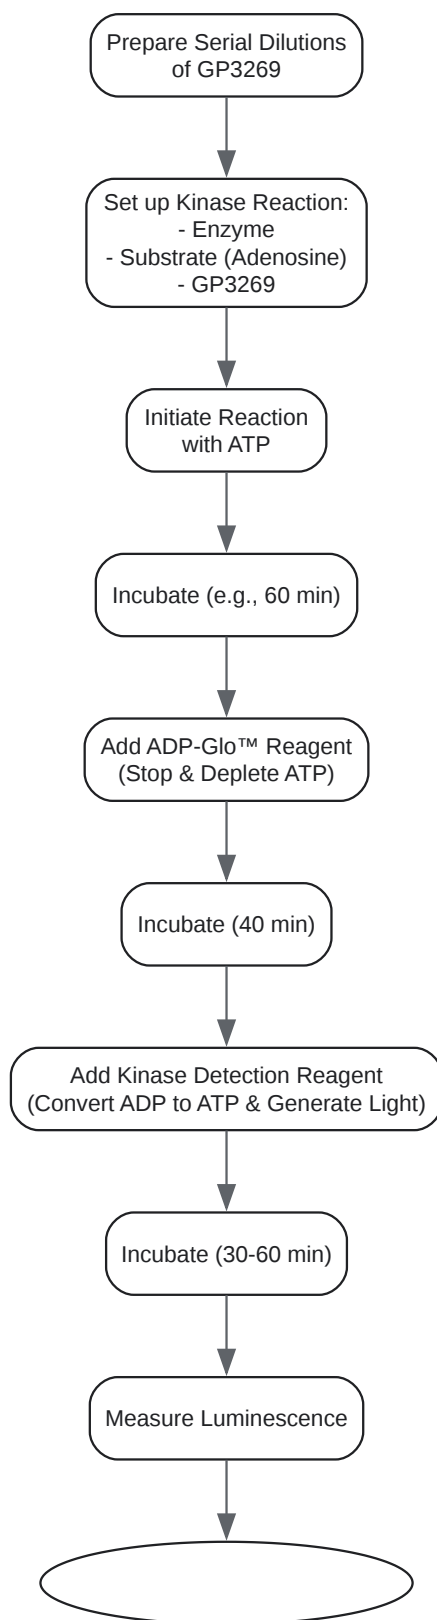 Prepare Serial Dilutions
of GP3269
Set up Kinase Reaction:
- Enzyme
- Substrate (Adenosine)
- GP3269
Initiate Reaction
with ATP
Incubate (e.g., 60 min)
Add ADP-Glo™ Reagent
(Stop & Deplete ATP)
Incubate (40 min)
Add Kinase Detection Reagent
(Convert ADP to ATP & Generate Light)
Incubate (30-60 min)
Measure Luminescence